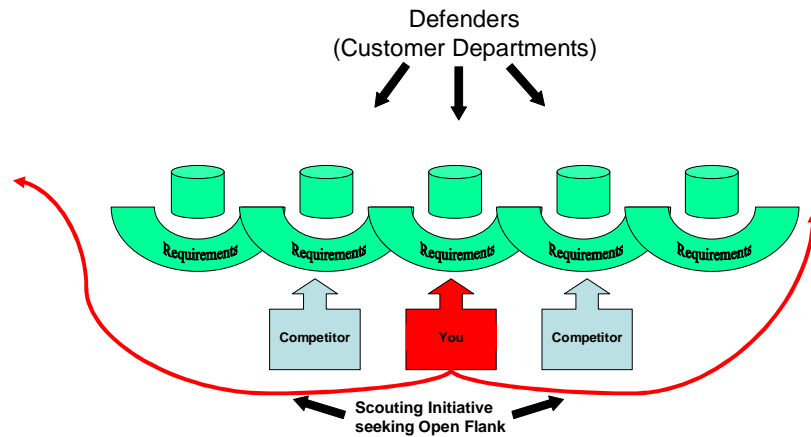 Defenders
(Customer Departments)
Requirements
Requirements
Requirements
Requirements
Requirements
Competitor
You
Competitor
Scouting Initiative
seeking Open Flank